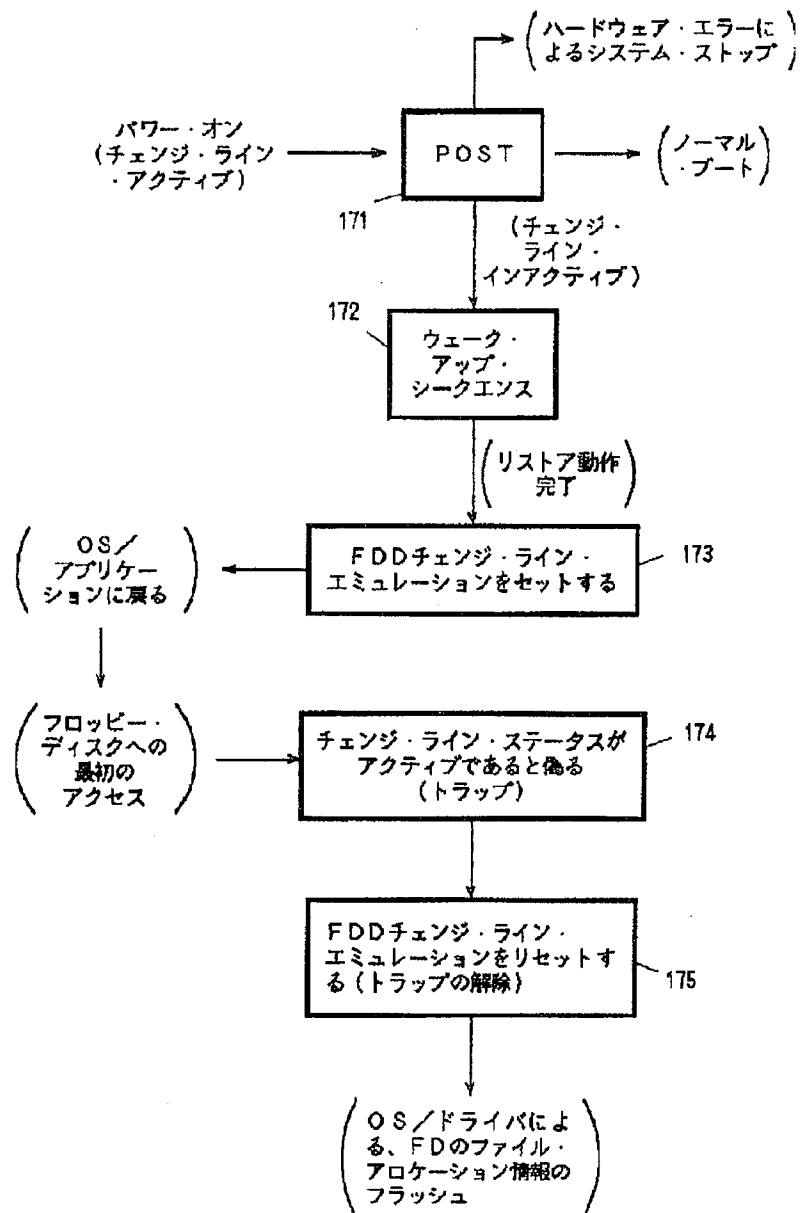 (ハードウェア・エラーに
よるシステム・ストップ)
パワー・オン
(チェンジ・ライン
・アクティブ)
POST
(ノーマル
・ブート)
171
(チェンジ・
ライン・
インアクティブ)
172
ウェーク・
アップ・
シークエンス
(リストア動作
完了)
(OS/
アプリケー
ションに戻る)
FDDチェンジ・ライン・
エミュレーションをセットする
173
(フロッピー・
ディスクへの
最初の
アクセス)
チェンジ・ライン・ステータスが
アクティブであると偽る
(トラップ)
174
FDDチェンジ・ライン・
エミュレーションをリセットす
る(トラップの解除)
175
(OS/ドライバによ
る、FDのファイル・
アロケーション情報の
フラッシュ)